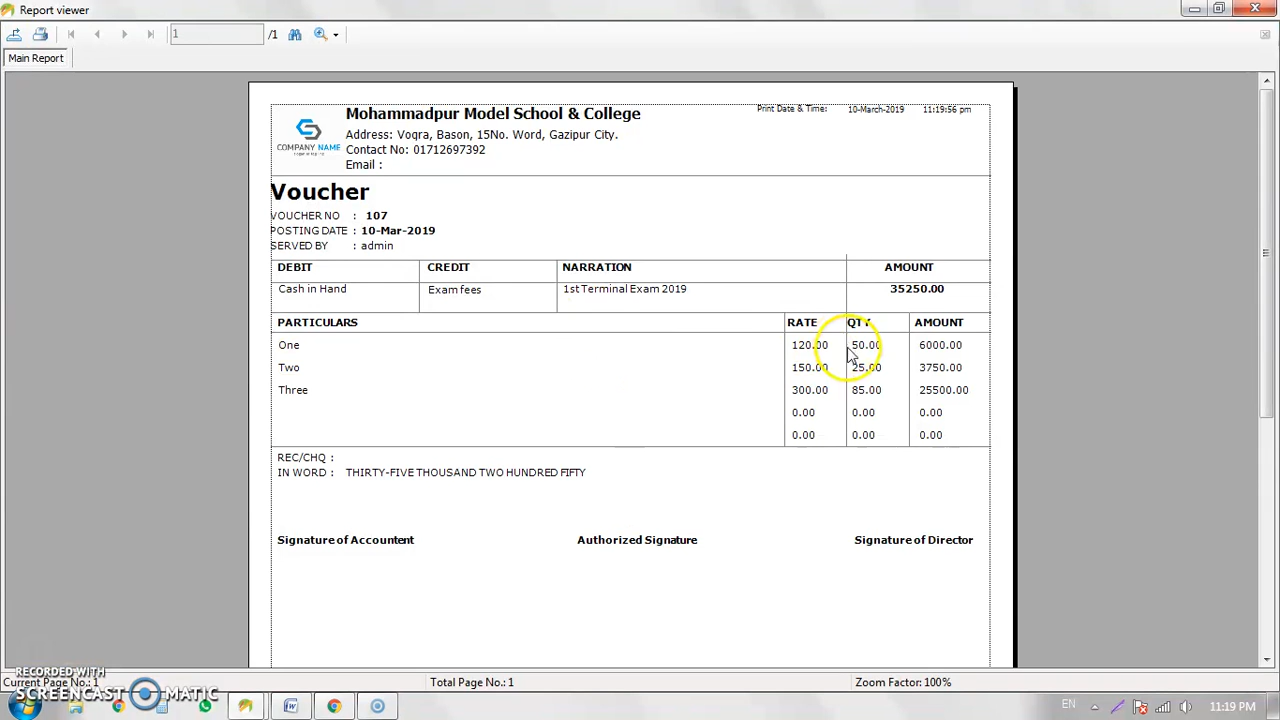 Report viewer
1 /1
Main Report
Mohammadpur Model School & College
Print Date & Time: 10-March-2019 11:19:56 pm
Address: Vogra, Bason, 15No. Word, Gazipur City.
COMPANY NAME
Contact No: 01712697392
Email :
Voucher
VOUCHER NO : 107
POSTING DATE : 10-Mar-2019
SERVED BY : admin
DEBIT CREDIT NARRATION AMOUNT
Cash in Hand Exam fees 1st Terminal Exam 2019 35250.00
PARTICULARS RATE QTY AMOUNT
One 120.00 50.00 6000.00
Two 150.00 25.00 3750.00
Three 300.00 85.00 25500.00
0.00 0.00 0.00
0.00 0.00 0.00
REC/CHQ :
IN WORD : THIRTY-FIVE THOUSAND TWO HUNDRED FIFTY
Signature of Accountent Authorized Signature Signature of Director
RECORDED WITH
Current Page No.: 1 Total Page No.: 1 Zoom Factor: 100%
SCREENCAST MATIC
EN 11:19 PM